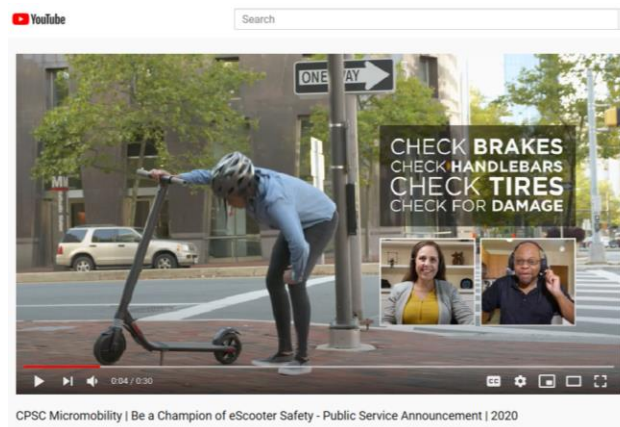 YouTube
Search
ONE WAY
CHECK BRAKES
CHECK HANDLEBARS
CHECK TIRES
CHECK FOR DAMAGE
M
0:04 / 0:30
CC
CPSC Micromobility | Be a Champion of eScooter Safety - Public Service Announcement | 2020